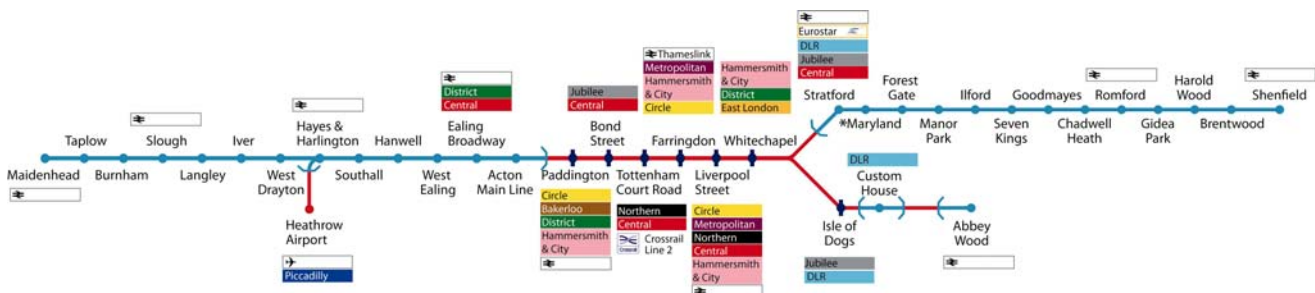 Thameslink
Metropolitan
Hammersmith
& City
Circle
Hammersmith
& City
District
East London
Eurostar
DLR
Jubilee
Central
District
Central
Jubilee
Central
Taplow
Slough
Iver
Hayes &
Harlington
Hanwell
Ealing
Broadway
Bond
Street
Farringdon
Whitechapel
Stratford
Forest
Gate
Ilford
Goodmayes
Romford
Harold
Wood
Shenfield
*Maryland
Manor
Park
Seven
Kings
Chadwell
Heath
Gidea
Park
Brentwood
Maidenhead
Burnham
Langley
West
Drayton
Southall
West
Ealing
Acton
Main Line
Paddington
Tottenham
Court Road
Liverpool
Street
DLR
Custom
House
Heathrow
Airport
Piccadilly
Circle
Bakerloo
District
Hammersmith
& City
Northern
Central
Crossrail
Crossrail
Line 2
Circle
Metropolitan
Northern
Central
Hammersmith
& City
Isle of
Dogs
Jubilee
DLR
Abbey
Wood